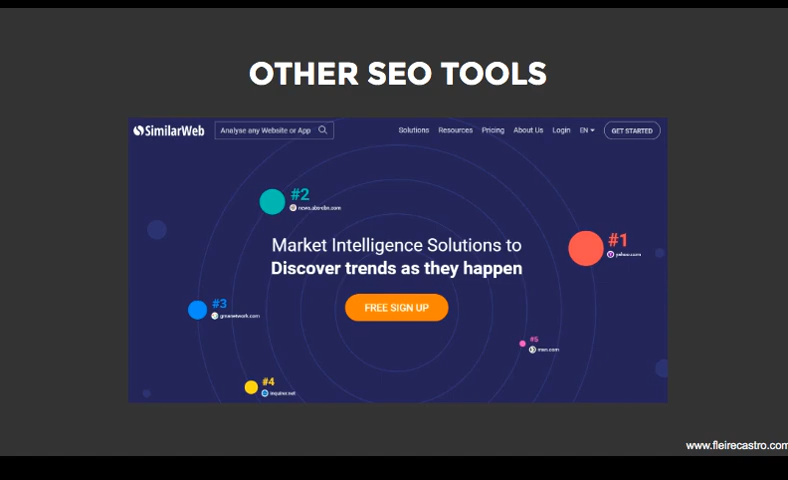 OTHER SEO TOOLS
SimilarWeb Analyse any Website or App Solutions Resources Pricing About Us Login EN GET STARTED
#2
news.abs-cbn.com
#1
yahoo.com
Market Intelligence Solutions to
Discover trends as they happen
#3
gmanetwork.com
FREE SIGN UP
#5
msn.com
#4
inquirer.net
www.fleirecastro.com